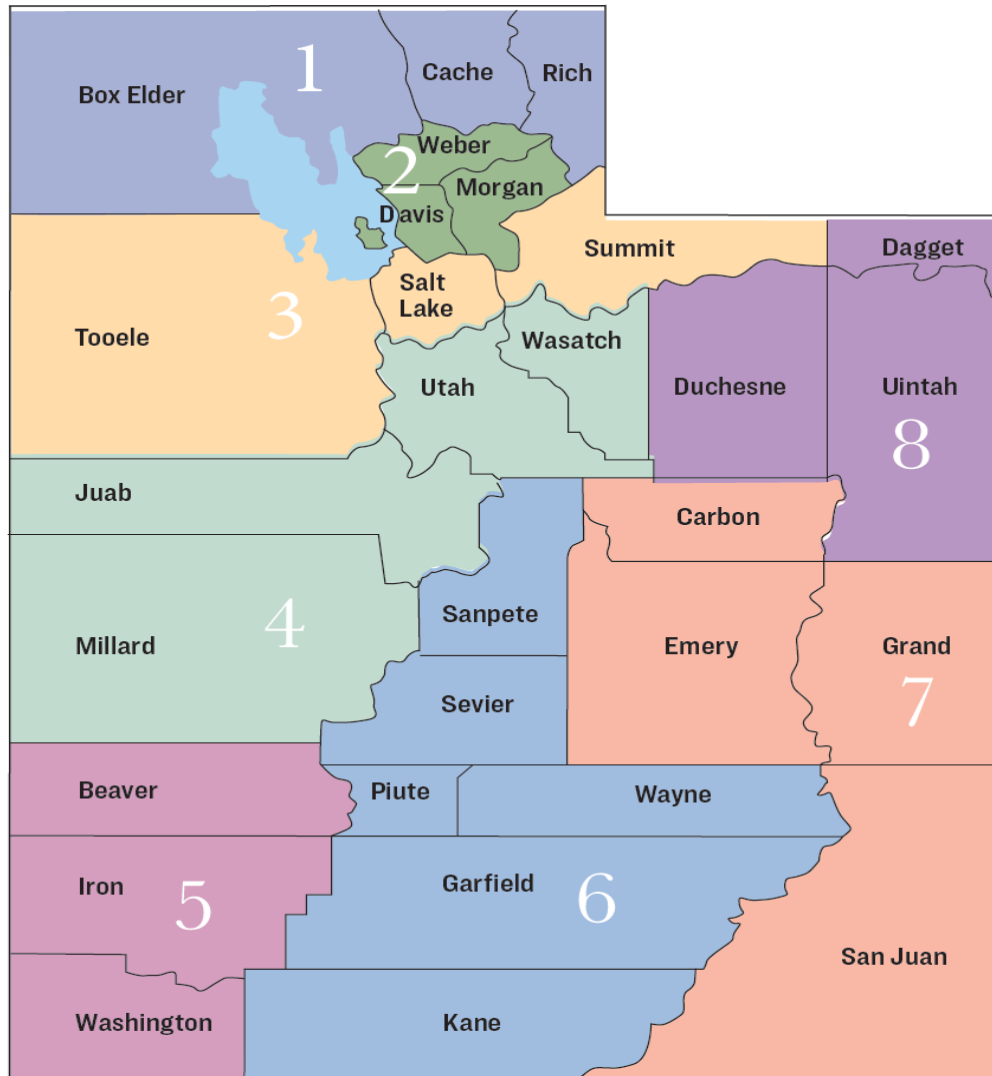 1
Cache
Rich
Box Elder
Weber
2
Morgan
Davis
Summit
Dagget
Salt
Lake
3
Tooele
Wasatch
Utah
Duchesne
Uintah
8
Juab
Carbon
Sanpete
4
Millard
Emery
Grand
Sevier
7
Beaver
Piute
Wayne
Iron
5
Garfield
6
San Juan
Washington
Kane